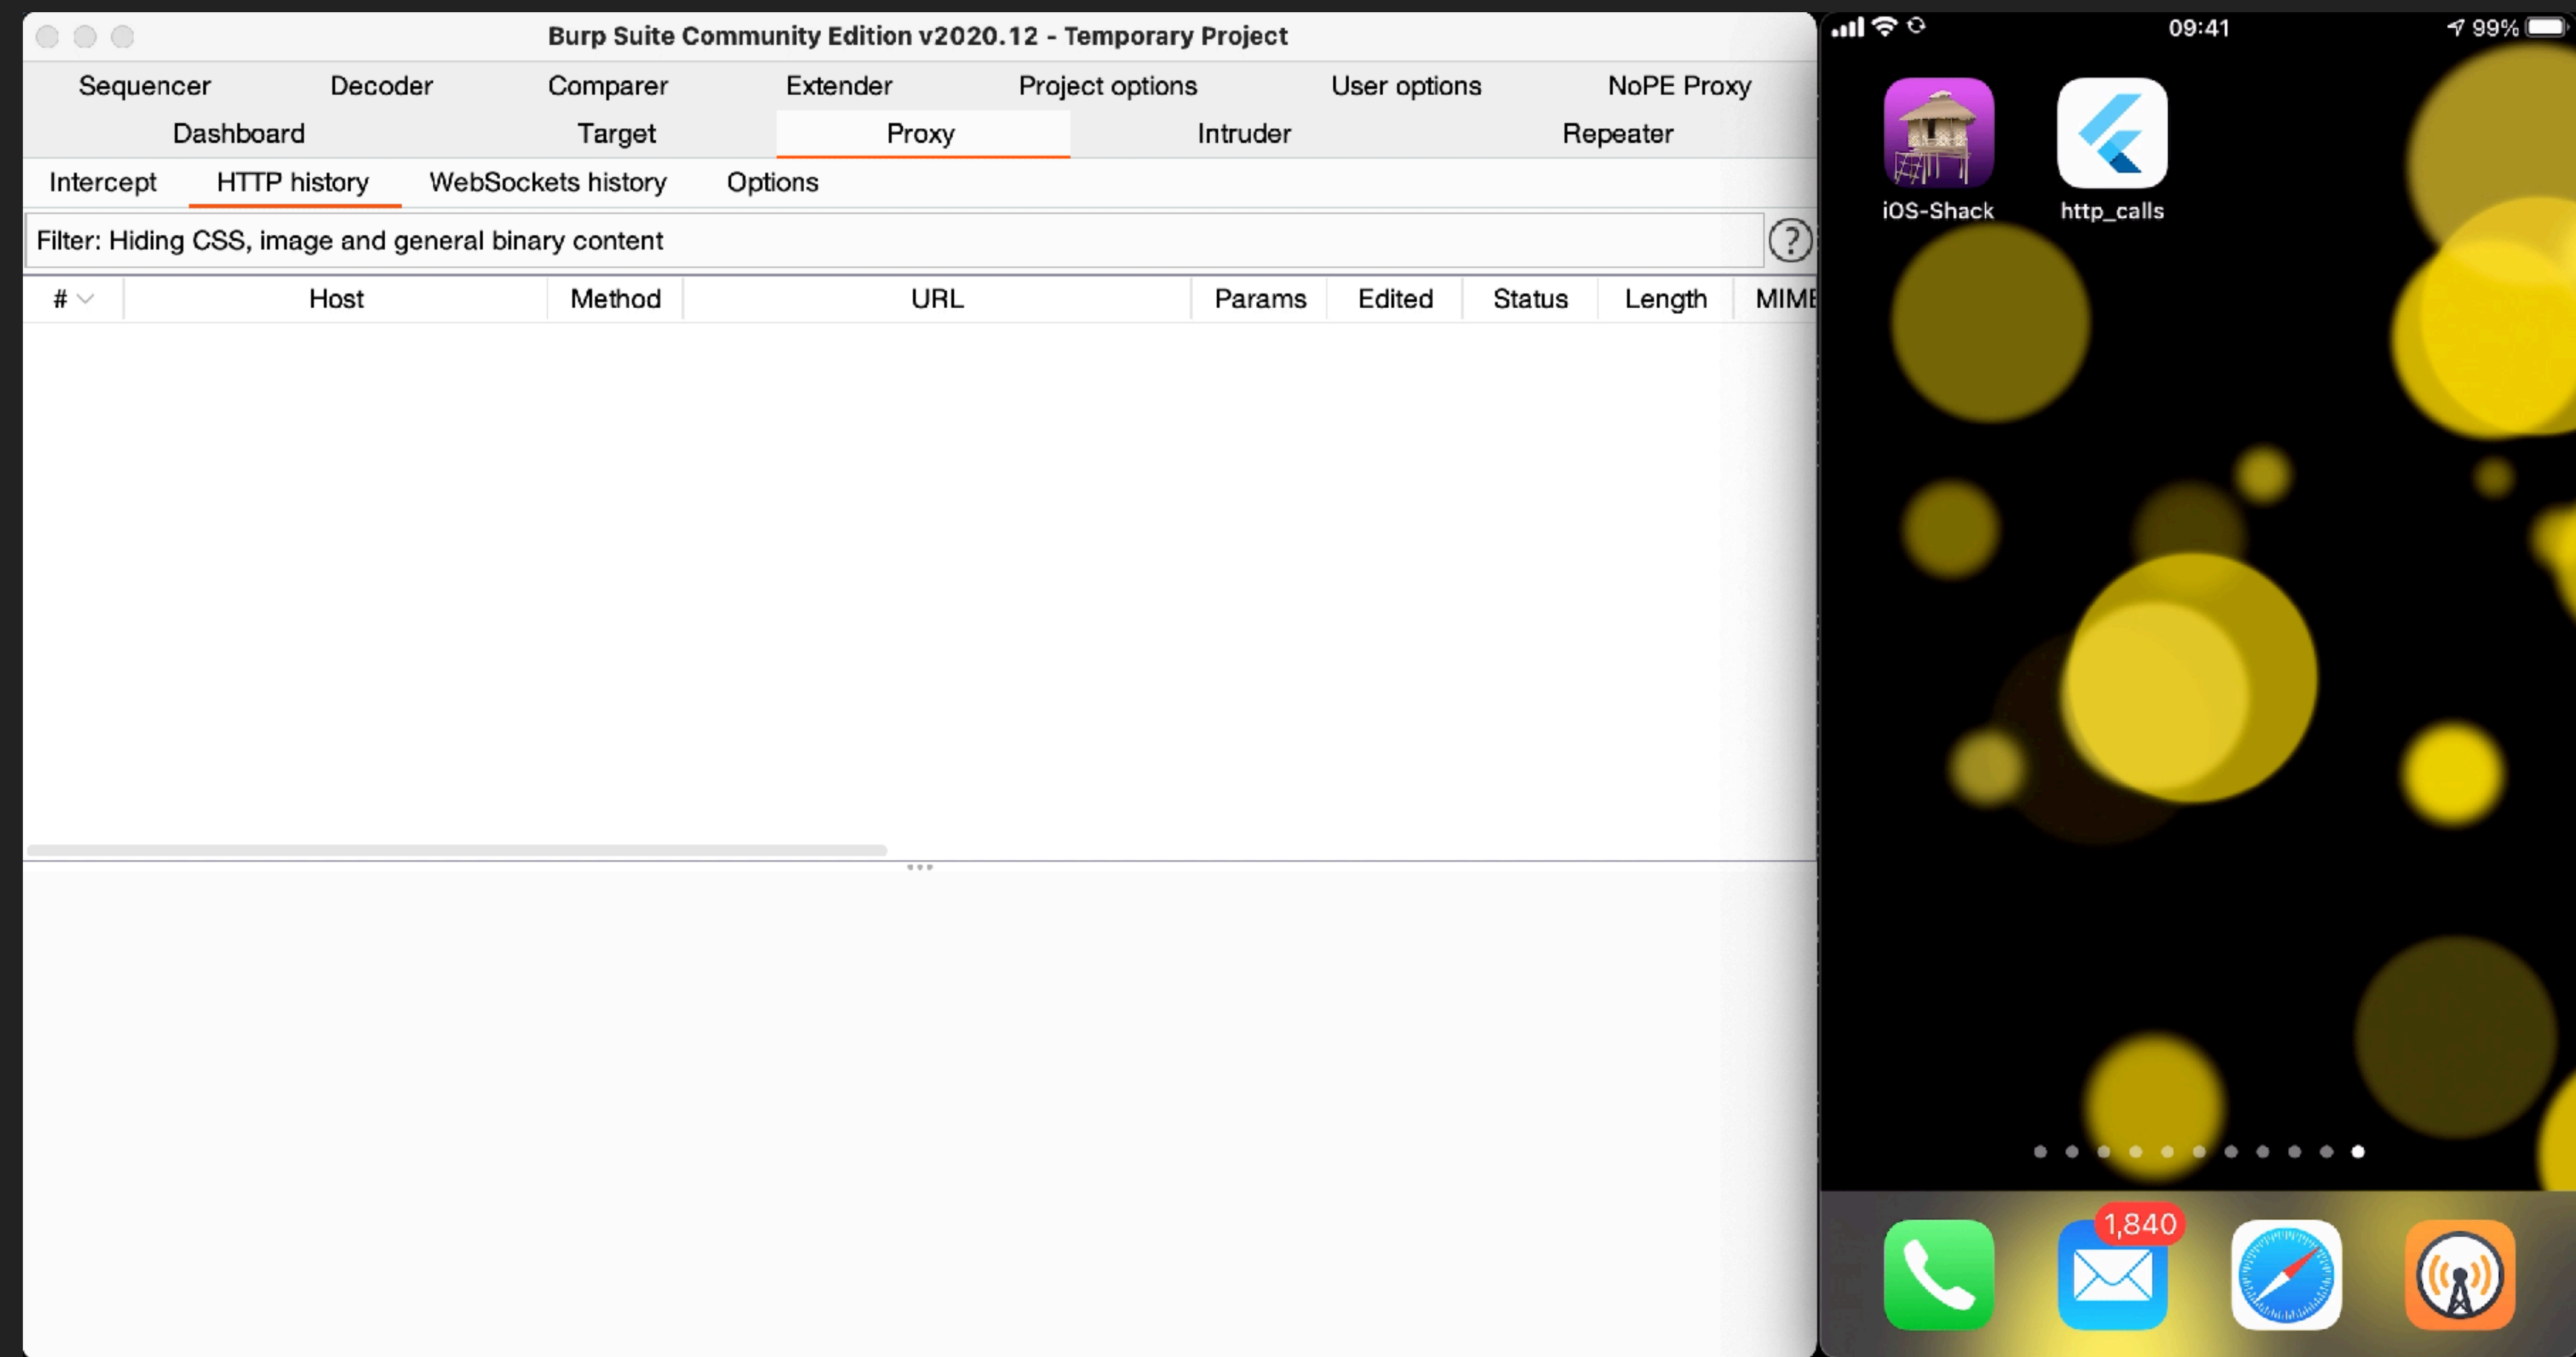 Burp Suite Community Edition v2020.12 - Temporary Project
Sequencer Decoder Comparer Extender Project options User options NoPE Proxy
Dashboard Target Proxy Intruder Repeater
Intercept HTTP history WebSockets history Options
Filter: Hiding CSS, image and general binary content
?
# Host Method URL Params Edited Status Length MIME
09:41 99%
iOS-Shack http_calls
1,840